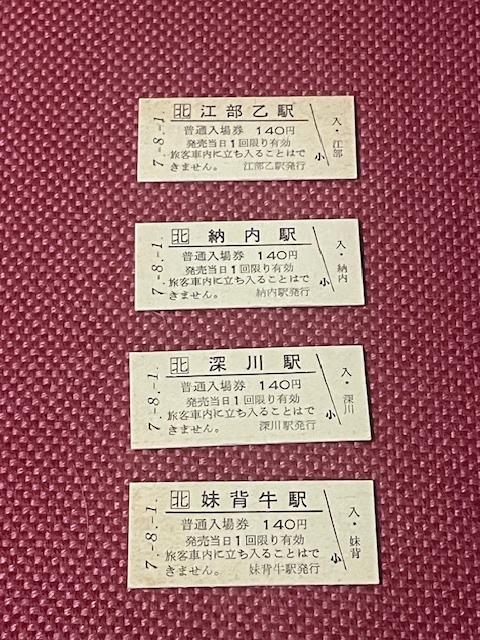 北 江部乙駅
普通入場券 140円
発売当日1回限り有効
旅客車内に立ち入ることはで
きません。 江部乙駅発行
7.-8.-1.
小
入・江部
北 納内駅
普通入場券 140円
発売当日1回限り有効
旅客車内に立ち入ることはで
きません。 納内駅発行
7.-8.-1.
小
入・納内
北 深川駅
普通入場券 140円
発売当日1回限り有効
旅客車内に立ち入ることはで
きません。 深川駅発行
7.-8.-1.
小
入・深川
北 妹背牛駅
普通入場券 140円
発売当日1回限り有効
旅客車内に立ち入ることはで
きません。 妹背牛駅発行
7.-8.-1.
小
入・妹背